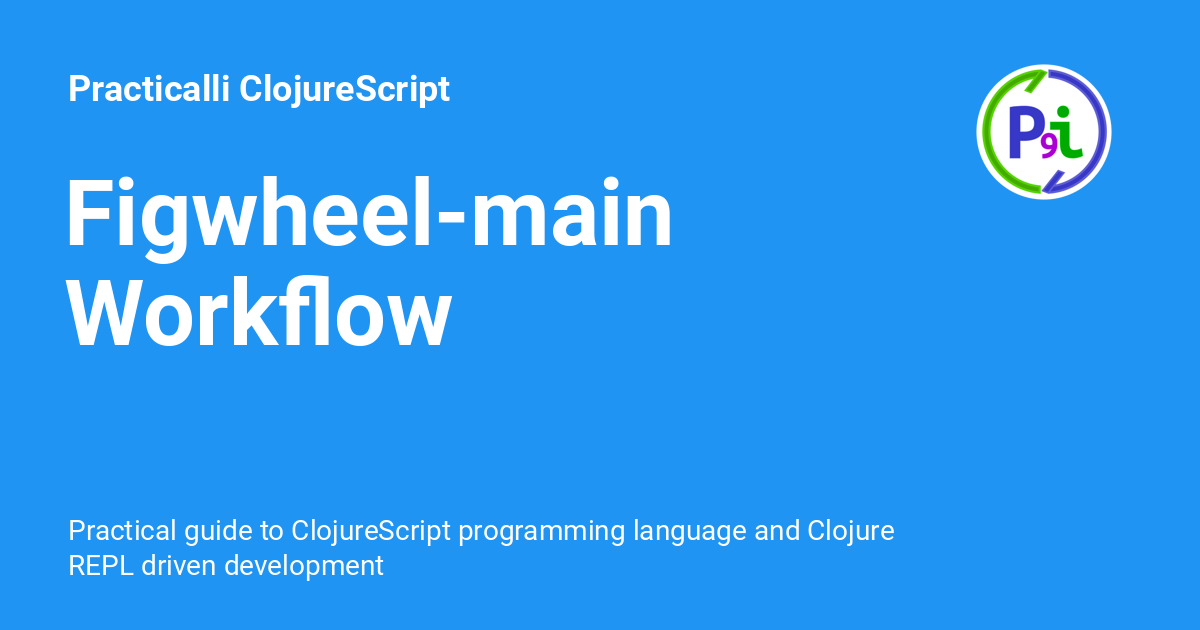 Practicalli ClojureScript
Figwheel-main
Workflow
Practical guide to ClojureScript programming language and Clojure
REPL driven development
P9i